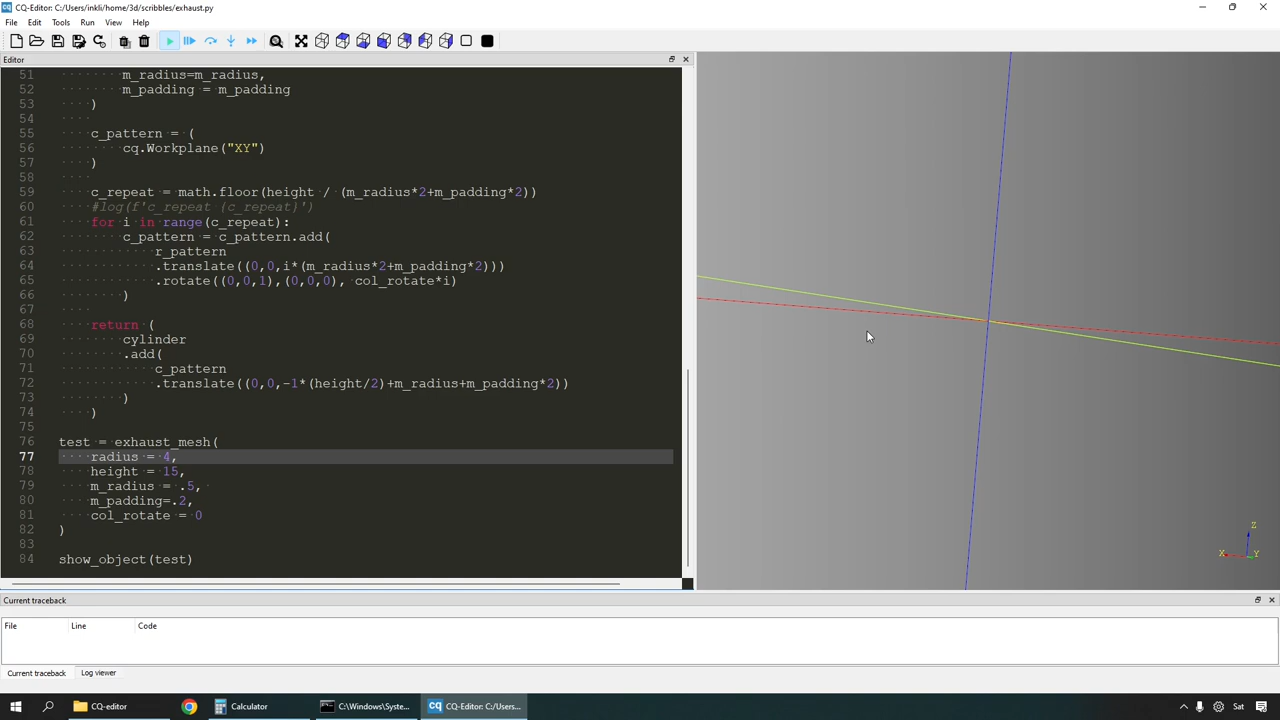 CQ-Editor: C:/Users/inkli/home/3d/scribbles/exhaust.py
File Edit Tools Run View Help
Editor
51 m_radius=m_radius,
52 m_padding = m_padding
53 )
54
55 c_pattern = (
56 cq.Workplane("XY")
57 )
58
59 c_repeat = math.floor(height / (m_radius*2+m_padding*2))
60 #log(f'c_repeat {c_repeat}')
61 for i in range(c_repeat):
62 c_pattern = c_pattern.add(
63 r_pattern
64 .translate((0,0,i*(m_radius*2+m_padding*2)))
65 .rotate((0,0,1),(0,0,0), col_rotate*i)
66 )
67
68 return (
69 cylinder
70 .add(
71 c_pattern
72 .translate((0,0,-1*(height/2)+m_radius+m_padding*2))
73 )
74 )
75
76 test = exhaust_mesh(
77 radius = 4,
78 height = 15,
79 m_radius = .5,
80 m_padding=.2,
81 col_rotate = 0
82 )
83
84 show_object(test)
Z
X Y
Current traceback
File Line Code
Current traceback Log viewer
CQ-editor Calculator C:\Windows\Syste... CQ-Editor: C:/Users... Sat